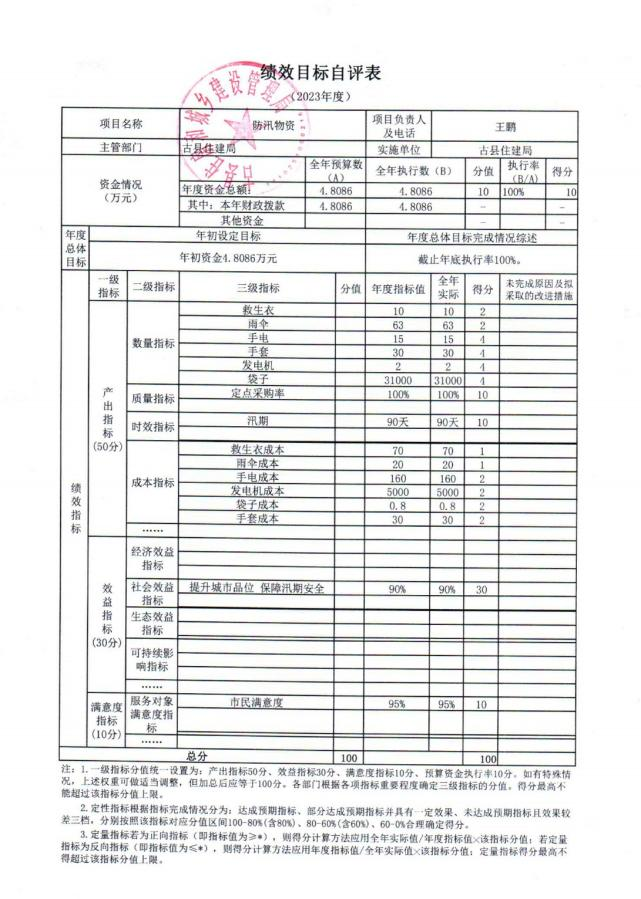 绩效目标自评表
（2023年度）
项目名称 防汛物资 项目负责人及电话 王鹏
主管部门 古县住建局 实施单位 古县住建局
资金情况（万元） 全年预算数（A） 全年执行数（B） 分值 执行率（B/A） 得分
年度资金总额： 4.8086 4.8086 10 100% 10
其中：本年财政拨款 4.8086 4.8086 － －
其他资金 － －
年度总体目标 年初设定目标 年度总体目标完成情况综述
年初资金4.8086万元 截止年底执行率100%。
绩效指标 一级指标 二级指标 三级指标 分值 年度指标值 全年实际 得分 未完成原因及拟采取的改进措施
产出指标(50分) 数量指标 救生衣 10 10 2
雨伞 63 63 2
手电 15 15 4
手套 30 30 4
发电机 2 2 4
袋子 31000 31000 4
质量指标 定点采购率 100% 100% 10
时效指标 汛期 90天 90天 10
成本指标 救生衣成本 70 70 1
雨伞成本 20 20 1
手电成本 160 160 2
发电机成本 5000 5000 2
袋子成本 0.8 0.8 2
手套成本 30 30 2
……
效益指标(30分) 经济效益指标
社会效益指标 提升城市品位 保障汛期安全 90% 90% 30
生态效益指标
可持续影响指标
……
满意度指标(10分) 服务对象满意度指标 市民满意度 95% 95% 10
……
总分 100 100
注：1.一级指标分值统一设置为：产出指标50分、效益指标30分、满意度指标10分、预算资金执行率10分。如有特殊情
况，上述权重可做适当调整，但加总后应等于100分。各部门根据各项指标重要程度确定三级指标的分值。得分最高不
能超过该指标分值上限。
2.定性指标根据指标完成情况分为：达成预期指标、部分达成预期指标并具有一定效果、未达成预期指标且效果较
差三档，分别按照该指标对应分值区间100-80%(含80%)、80-60%(含60%)、60-0%合理确定得分。
3.定量指标若为正向指标（即指标值为≥*），则得分计算方法应用全年实际值/年度指标值×该指标分值；若定量
指标为反向指标（即指标值为≤*），则得分计算方法应用年度指标值/全年实际值×该指标分值；定量指标得分最高不
得超过该指标分值上限。